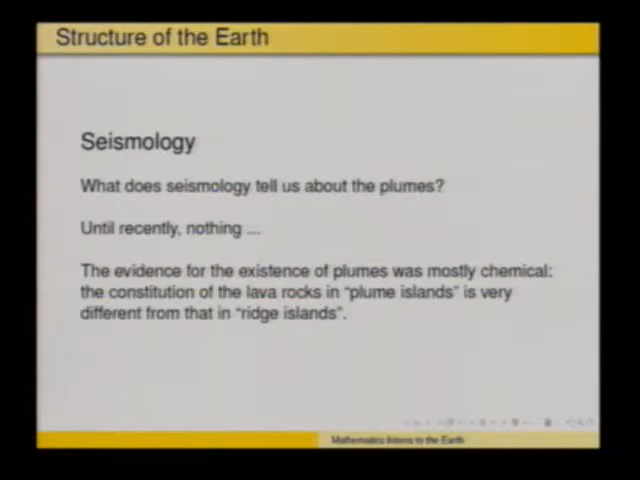 Structure of the Earth
Seismology
What does seismology tell us about the plumes?
Until recently, nothing ...
The evidence for the existence of plumes was mostly chemical:
the constitution of the lava rocks in "plume islands" is very
different from that in "ridge islands".
Mathematics listens to the Earth